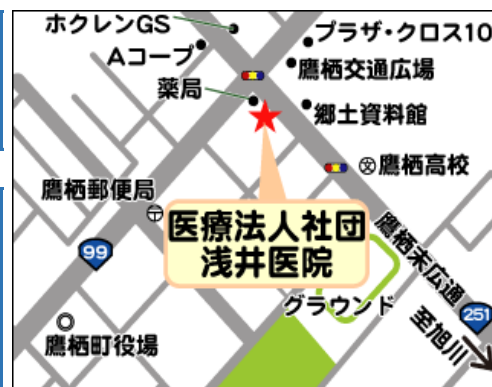 ホクレンGS
プラザ・クロス10
Aコープ
鷹栖交通広場
薬局
郷土資料館
文
鷹栖高校
鷹栖郵便局
〒
医療法人社団
浅井医院
鷹栖末広通
99
グラウンド
251
至旭川
鷹栖町役場